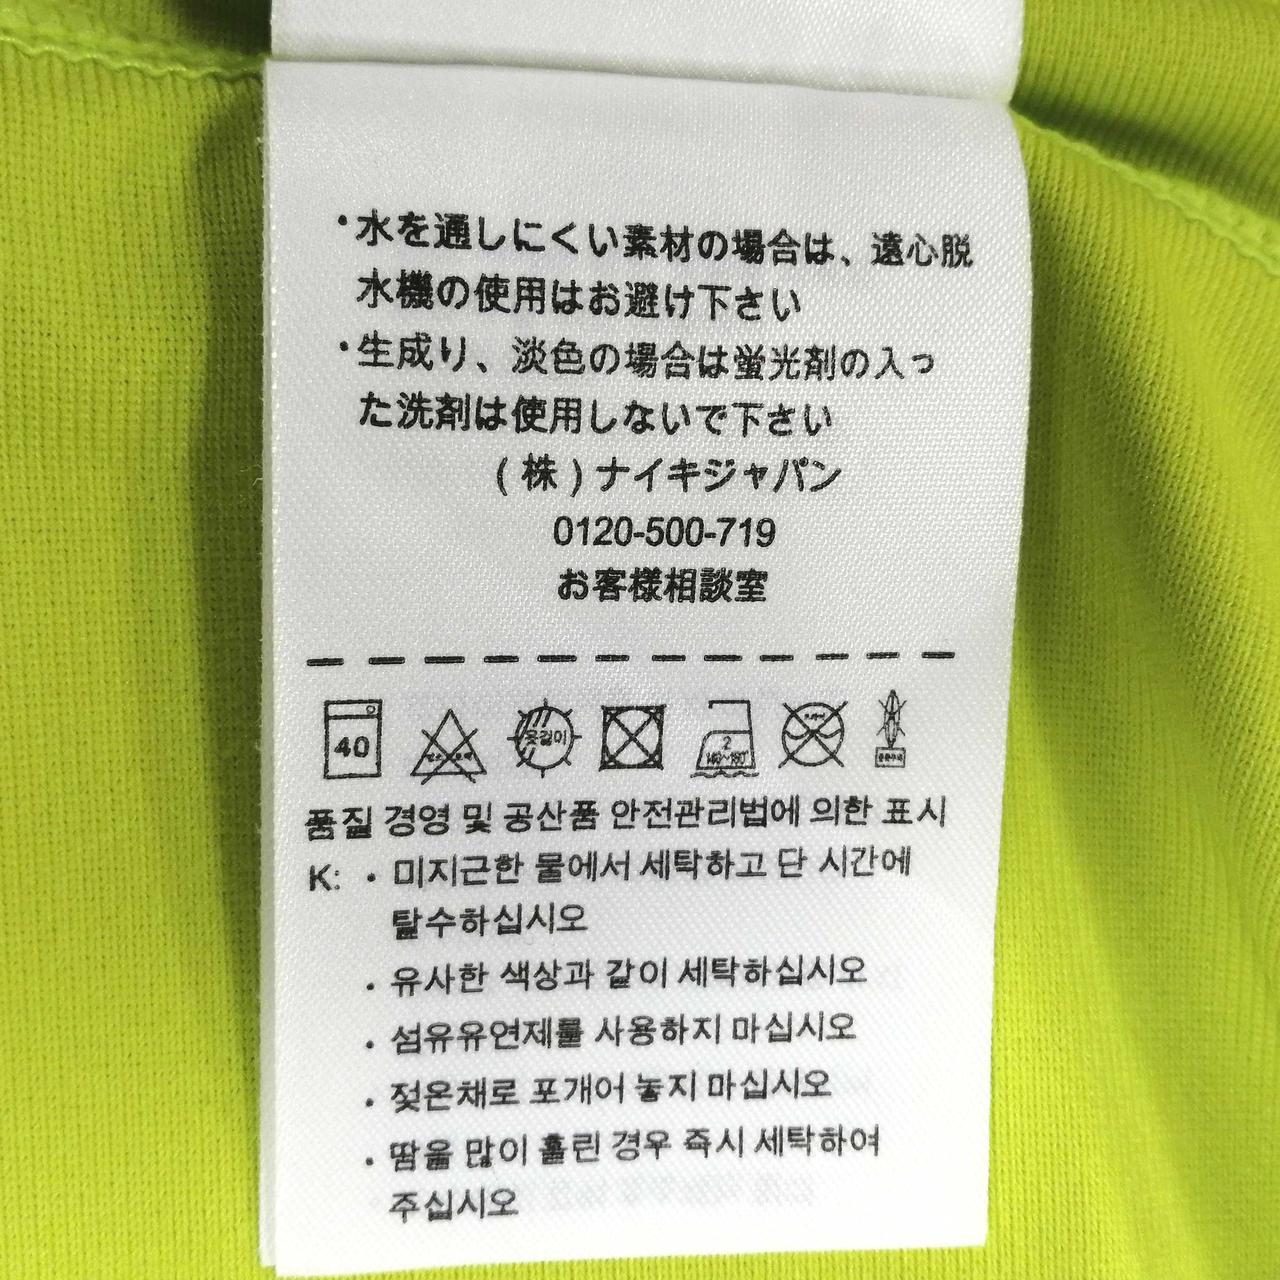 ・水を通しにくい素材の場合は、遠心脱
水機の使用はお避け下さい
・生成り、淡色の場合は蛍光剤の入っ
た洗剤は使用しないで下さい
(株)ナイキジャパン
0120-500-719
お客様相談室
40 옷걸이 2 140~160°
품질 경영 및 공산품 안전관리법에 의한 표시
K: · 미지근한 물에서 세탁하고 단 시간에
탈수하십시오
· 유사한 색상과 같이 세탁하십시오
· 섬유유연제를 사용하지 마십시오
· 젖은채로 포개어 놓지 마십시오
· 땀을 많이 흘린 경우 즉시 세탁하여
주십시오